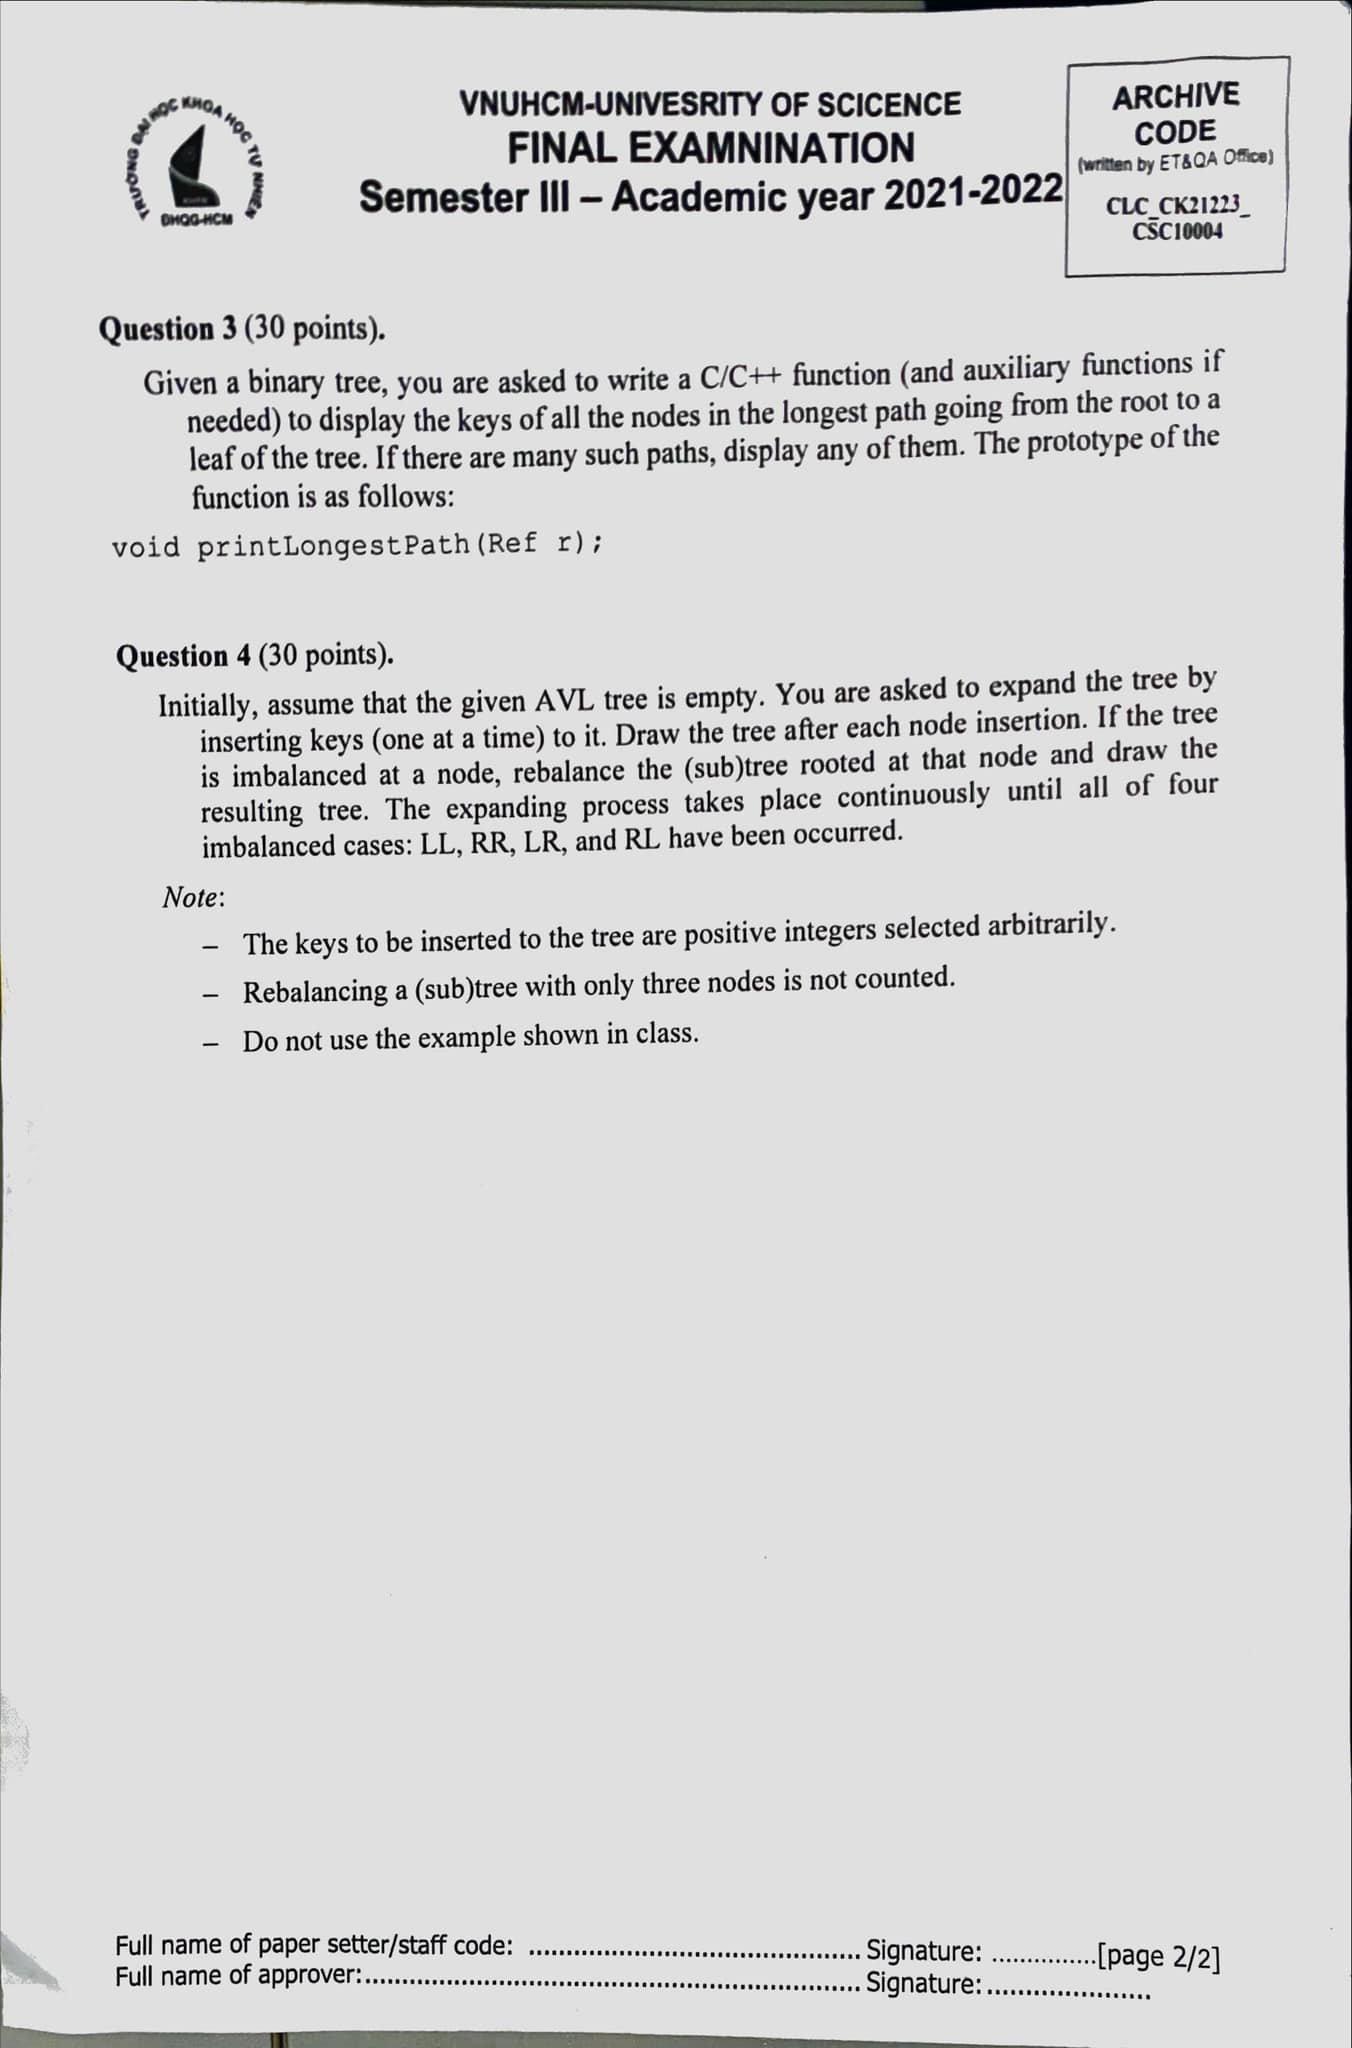 TRƯỜNG ĐẠI HỌC KHOA HỌC TỰ NHIÊN
ĐHQG-HCM
VNUHCM-UNIVESRITY OF SCICENCE
FINAL EXAMNINATION
Semester III – Academic year 2021-2022
ARCHIVE
CODE
(written by ET&QA Office)
CLC_CK21223_
CSC10004
Question 3 (30 points).
Given a binary tree, you are asked to write a C/C++ function (and auxiliary functions if
needed) to display the keys of all the nodes in the longest path going from the root to a
leaf of the tree. If there are many such paths, display any of them. The prototype of the
function is as follows:
void printLongestPath(Ref r);
Question 4 (30 points).
Initially, assume that the given AVL tree is empty. You are asked to expand the tree by
inserting keys (one at a time) to it. Draw the tree after each node insertion. If the tree
is imbalanced at a node, rebalance the (sub)tree rooted at that node and draw the
resulting tree. The expanding process takes place continuously until all of four
imbalanced cases: LL, RR, LR, and RL have been occurred.
Note:
– The keys to be inserted to the tree are positive integers selected arbitrarily.
– Rebalancing a (sub)tree with only three nodes is not counted.
– Do not use the example shown in class.
Full name of paper setter/staff code: ............................................ Signature: ..............[page 2/2]
Full name of approver:.................................................................. Signature:......................